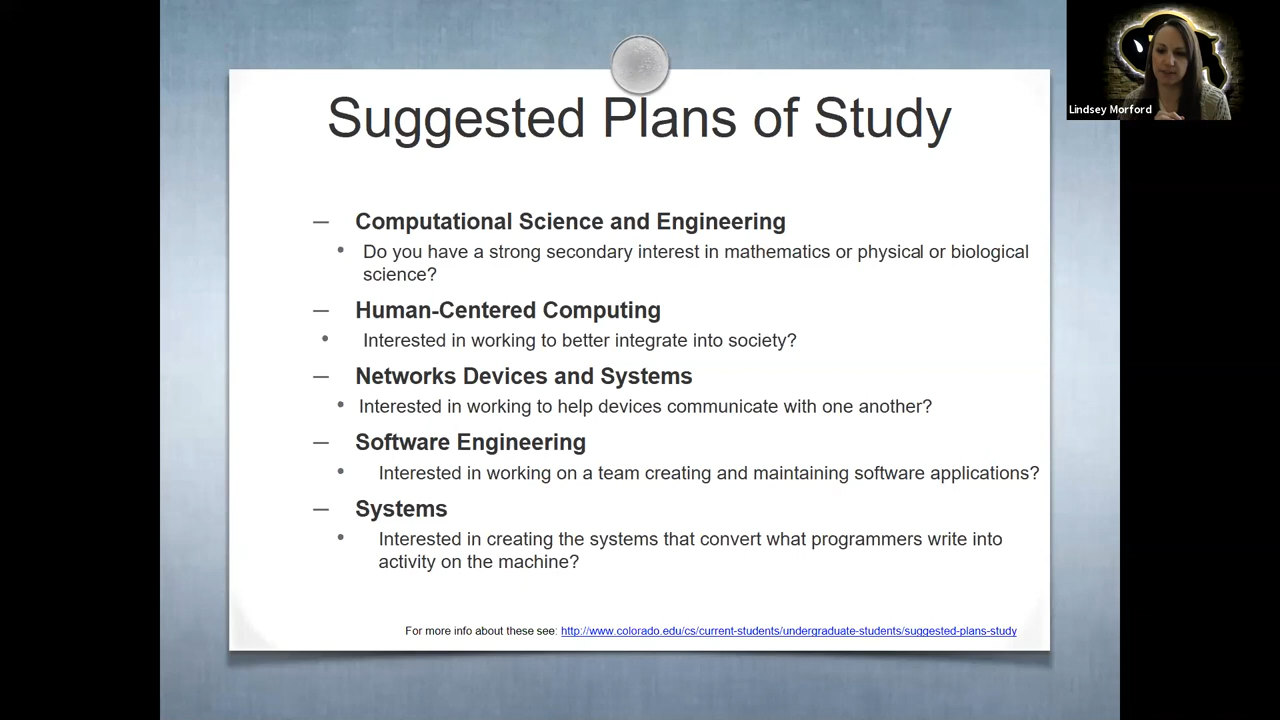 Suggested Plans of Study
Lindsey Morford
— Computational Science and Engineering
• Do you have a strong secondary interest in mathematics or physical or biological
science?
— Human-Centered Computing
• Interested in working to better integrate into society?
— Networks Devices and Systems
• Interested in working to help devices communicate with one another?
— Software Engineering
• Interested in working on a team creating and maintaining software applications?
— Systems
• Interested in creating the systems that convert what programmers write into
activity on the machine?
For more info about these see: http://www.colorado.edu/cs/current-students/undergraduate-students/suggested-plans-study